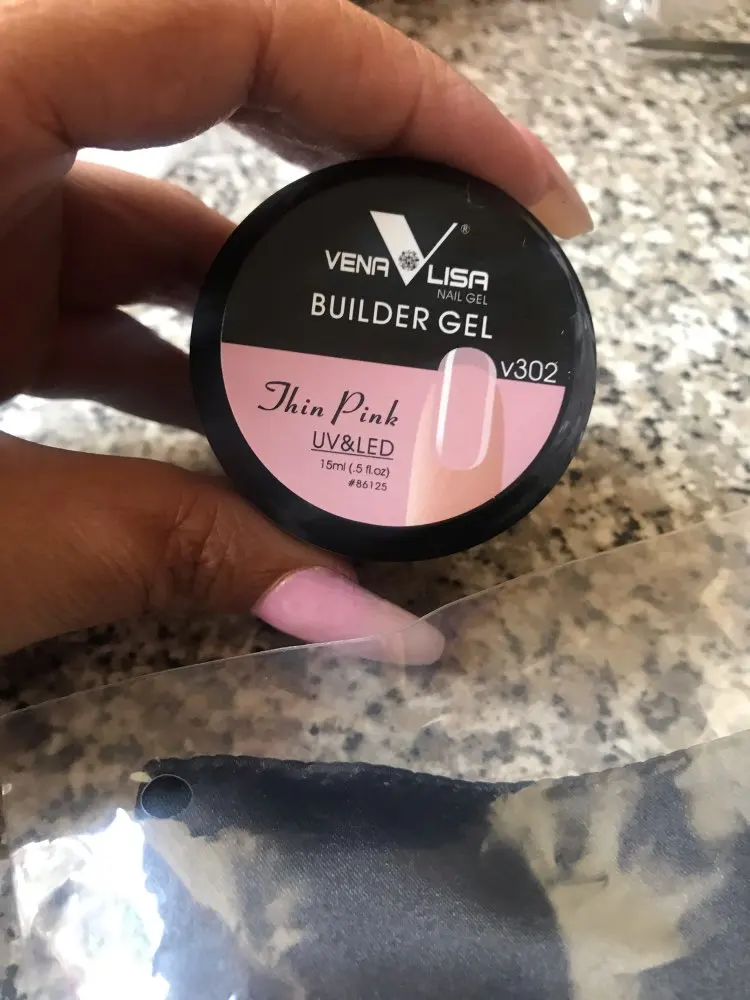 VENA LISA ®
NAIL GEL
BUILDER GEL
v302
Thin Pink
UV&LED
15ml (.5 fl.oz)
#86125